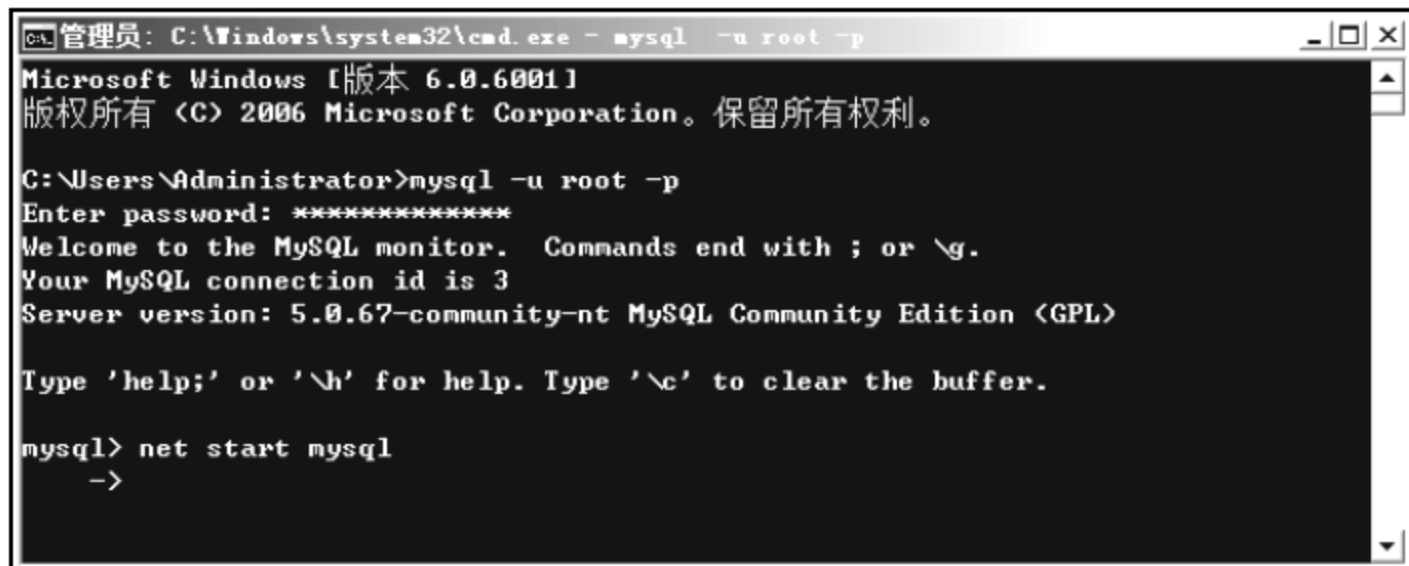 管理员: C:\Windows\system32\cmd.exe - mysql -u root -p
Microsoft Windows [版本 6.0.6001]
版权所有 (C) 2006 Microsoft Corporation。保留所有权利。
C:\Users\Administrator>mysql -u root -p
Enter password: *************
Welcome to the MySQL monitor.  Commands end with ; or \g.
Your MySQL connection id is 3
Server version: 5.0.67-community-nt MySQL Community Edition (GPL)
Type 'help;' or '\h' for help. Type '\c' to clear the buffer.
mysql> net start mysql
    ->